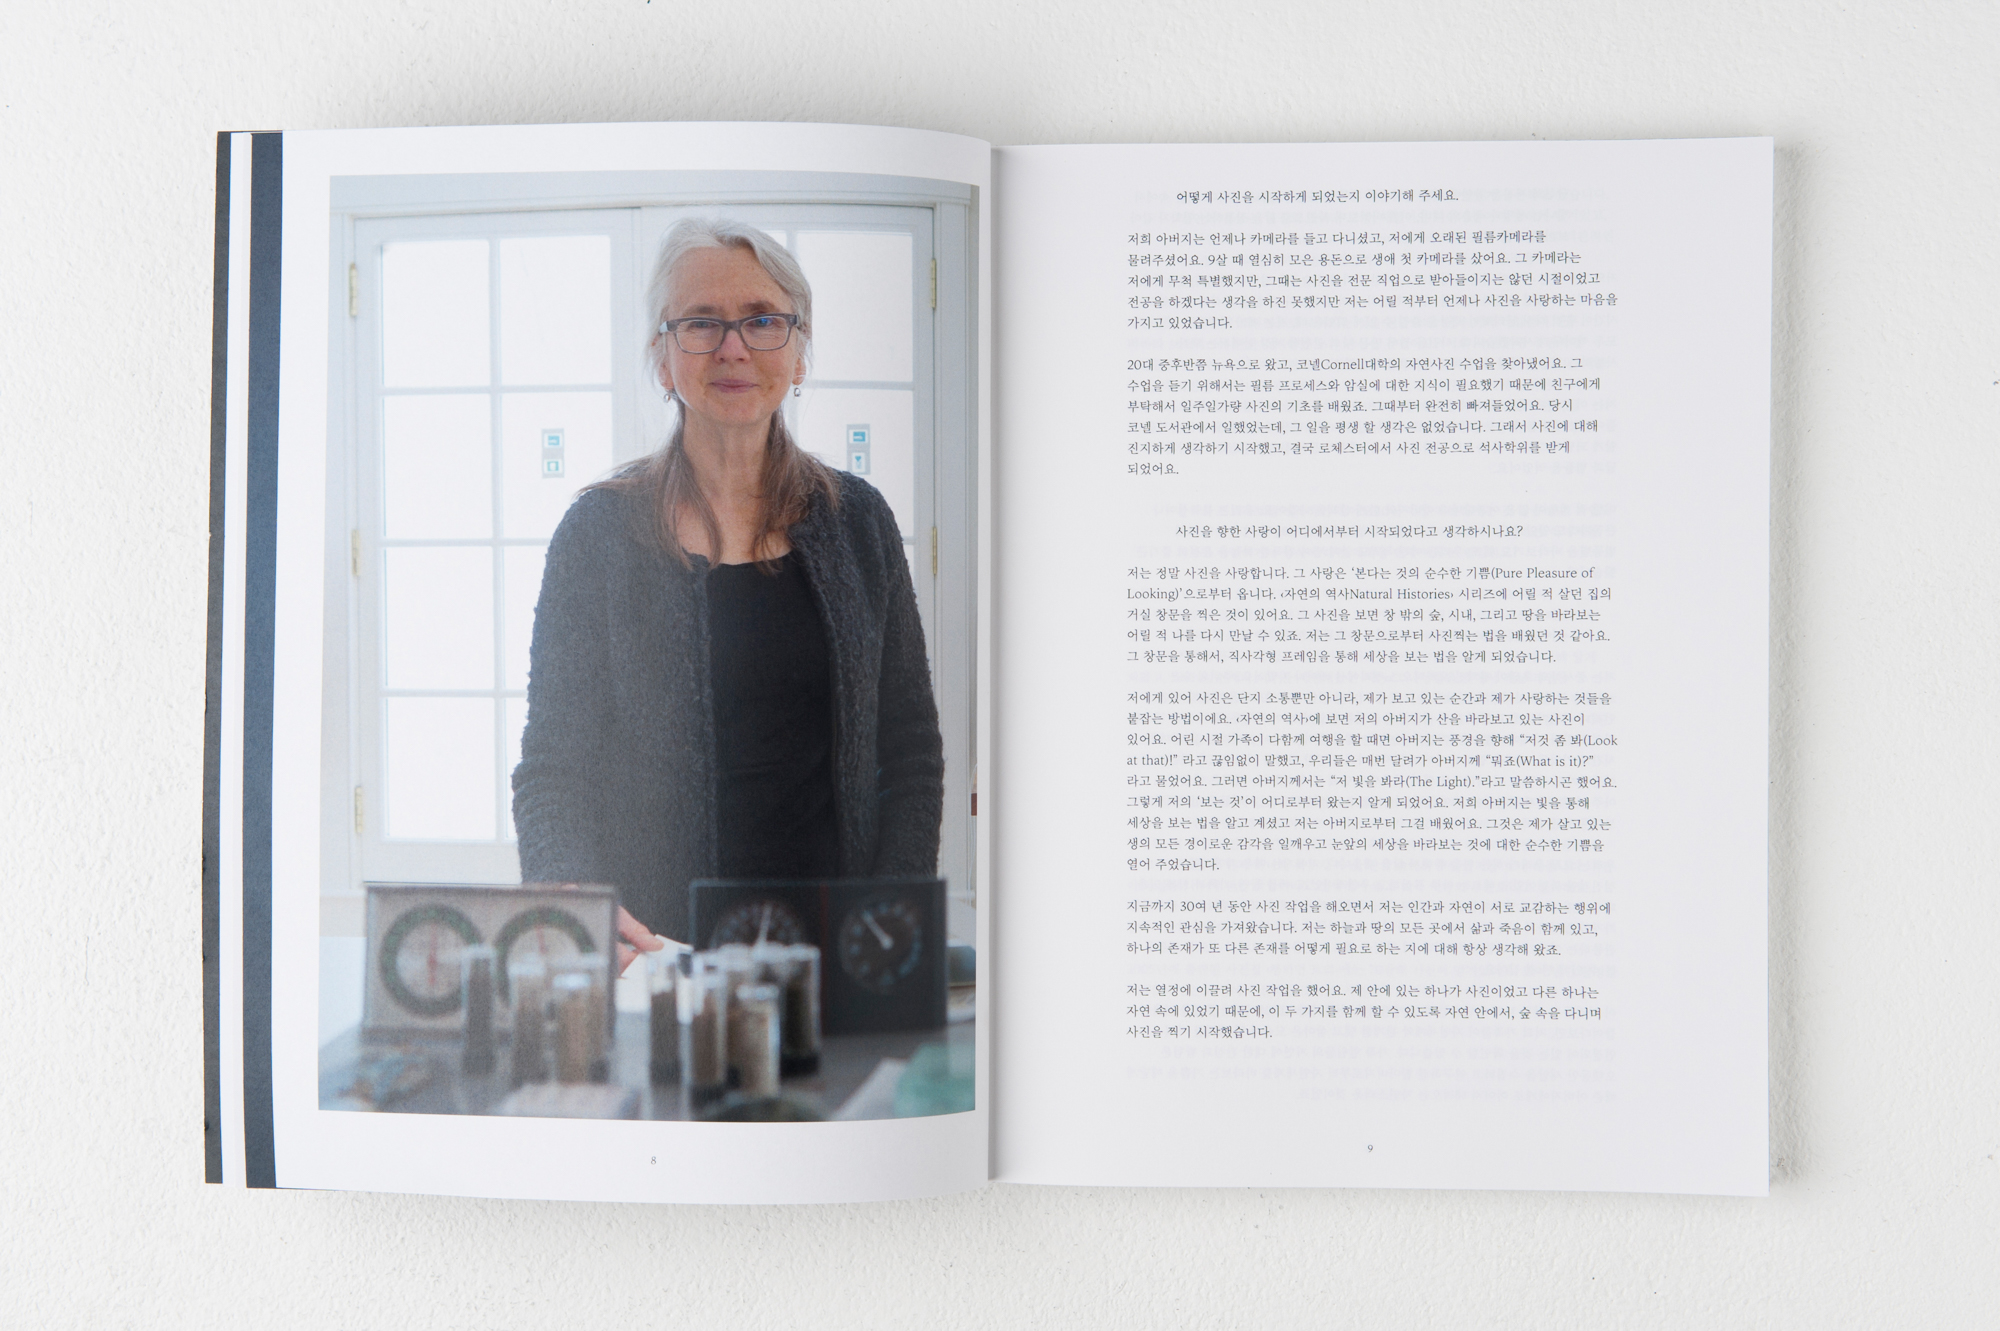 8
어떻게 사진을 시작하게 되었는지 이야기해 주세요.
저희 아버지는 언제나 카메라를 들고 다니셨고, 저에게 오래된 필름카메라를
물려주셨어요. 9살 때 열심히 모은 용돈으로 생애 첫 카메라를 샀어요. 그 카메라는
저에게 무척 특별했지만, 그때는 사진을 전문 직업으로 받아들이지는 않던 시절이었고
전공을 하겠다는 생각을 하진 못했지만 저는 어릴 적부터 언제나 사진을 사랑하는 마음을
가지고 있었습니다.
20대 중후반쯤 뉴욕으로 왔고, 코넬Cornell대학의 자연사진 수업을 찾아냈어요. 그
수업을 듣기 위해서는 필름 프로세스와 암실에 대한 지식이 필요했기 때문에 친구에게
부탁해서 일주일가량 사진의 기초를 배웠죠. 그때부터 완전히 빠져들었어요. 당시
코넬 도서관에서 일했었는데, 그 일을 평생 할 생각은 없었습니다. 그래서 사진에 대해
진지하게 생각하기 시작했고, 결국 로체스터에서 사진 전공으로 석사학위를 받게
되었어요.
사진을 향한 사랑이 어디에서부터 시작되었다고 생각하시나요?
저는 정말 사진을 사랑합니다. 그 사랑은 ‘본다는 것의 순수한 기쁨(Pure Pleasure of
Looking)’으로부터 옵니다. ‹자연의 역사Natural Histories› 시리즈에 어릴 적 살던 집의
거실 창문을 찍은 것이 있어요. 그 사진을 보면 창 밖의 숲, 시내, 그리고 땅을 바라보는
어릴 적 나를 다시 만날 수 있죠. 저는 그 창문으로부터 사진찍는 법을 배웠던 것 같아요.
그 창문을 통해서, 직사각형 프레임을 통해 세상을 보는 법을 알게 되었습니다.
저에게 있어 사진은 단지 소통뿐만 아니라, 제가 보고 있는 순간과 제가 사랑하는 것들을
붙잡는 방법이에요. ‹자연의 역사›에 보면 저의 아버지가 산을 바라보고 있는 사진이
있어요. 어린 시절 가족이 다함께 여행을 할 때면 아버지는 풍경을 향해 “저것 좀 봐(Look
at that)!” 라고 끊임없이 말했고, 우리들은 매번 달려가 아버지께 “뭐죠(What is it)?”
라고 물었어요. 그러면 아버지께서는 “저 빛을 봐라(The Light).”라고 말씀하시곤 했어요.
그렇게 저의 ‘보는 것’이 어디로부터 왔는지 알게 되었어요. 저희 아버지는 빛을 통해
세상을 보는 법을 알고 계셨고 저는 아버지로부터 그걸 배웠어요. 그것은 제가 살고 있는
생의 모든 경이로운 감각을 일깨우고 눈앞의 세상을 바라보는 것에 대한 순수한 기쁨을
열어 주었습니다.
지금까지 30여 년 동안 사진 작업을 해오면서 저는 인간과 자연이 서로 교감하는 행위에
지속적인 관심을 가져왔습니다. 저는 하늘과 땅의 모든 곳에서 삶과 죽음이 함께 있고,
하나의 존재가 또 다른 존재를 어떻게 필요로 하는 지에 대해 항상 생각해 왔죠.
저는 열정에 이끌려 사진 작업을 했어요. 제 안에 있는 하나가 사진이었고 다른 하나는
자연 속에 있었기 때문에, 이 두 가지를 함께 할 수 있도록 자연 안에서, 숲 속을 다니며
사진을 찍기 시작했습니다.
9